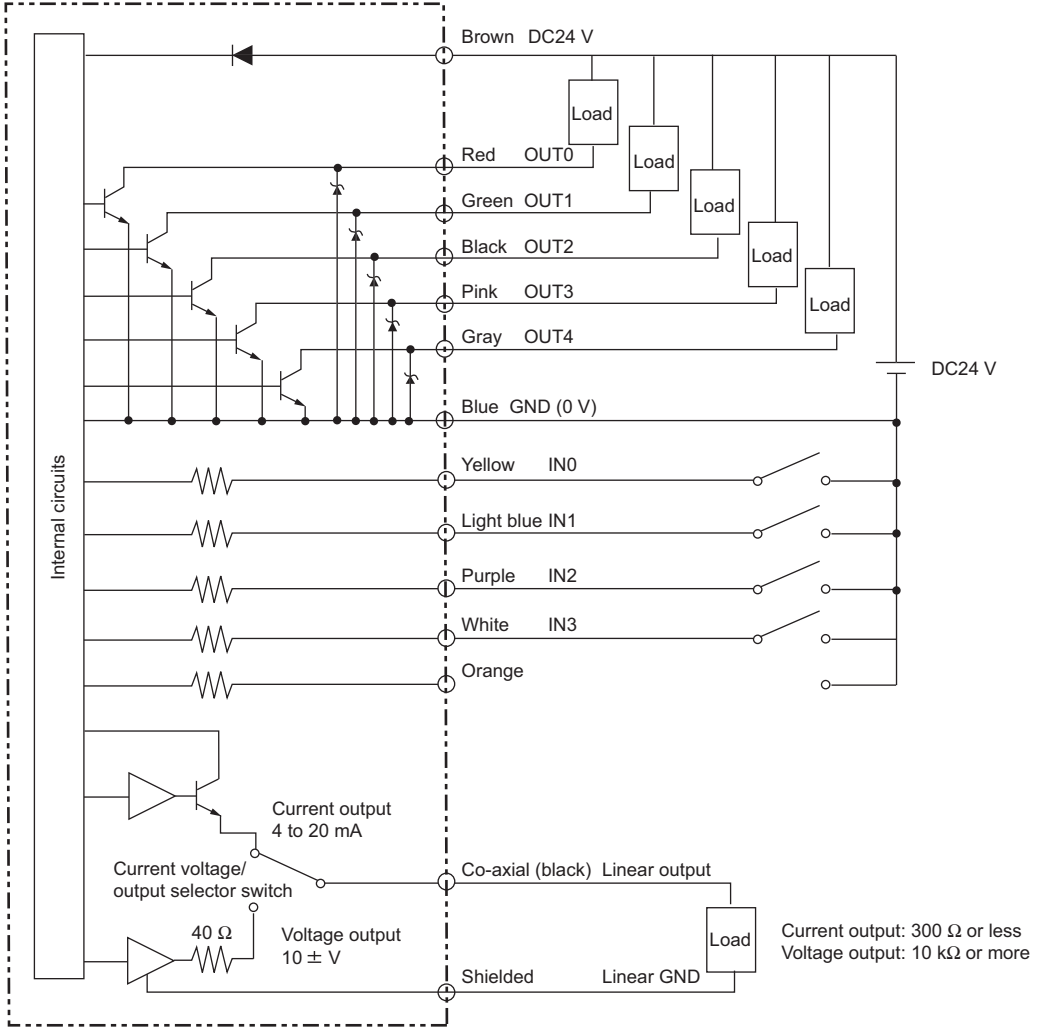 Brown DC24 V
Load
Red OUT0
Load
Green OUT1
Load
Black OUT2
Load
Pink OUT3
Load
Gray OUT4
DC24 V
Blue GND (0 V)
Internal circuits
Yellow IN0
Light blue IN1
Purple IN2
White IN3
Orange
Current output
4 to 20 mA
Current voltage/
output selector switch
Co-axial (black) Linear output
40 Ω
Voltage output
10 ± V
Load
Current output: 300 Ω or less
Voltage output: 10 kΩ or more
Shielded Linear GND